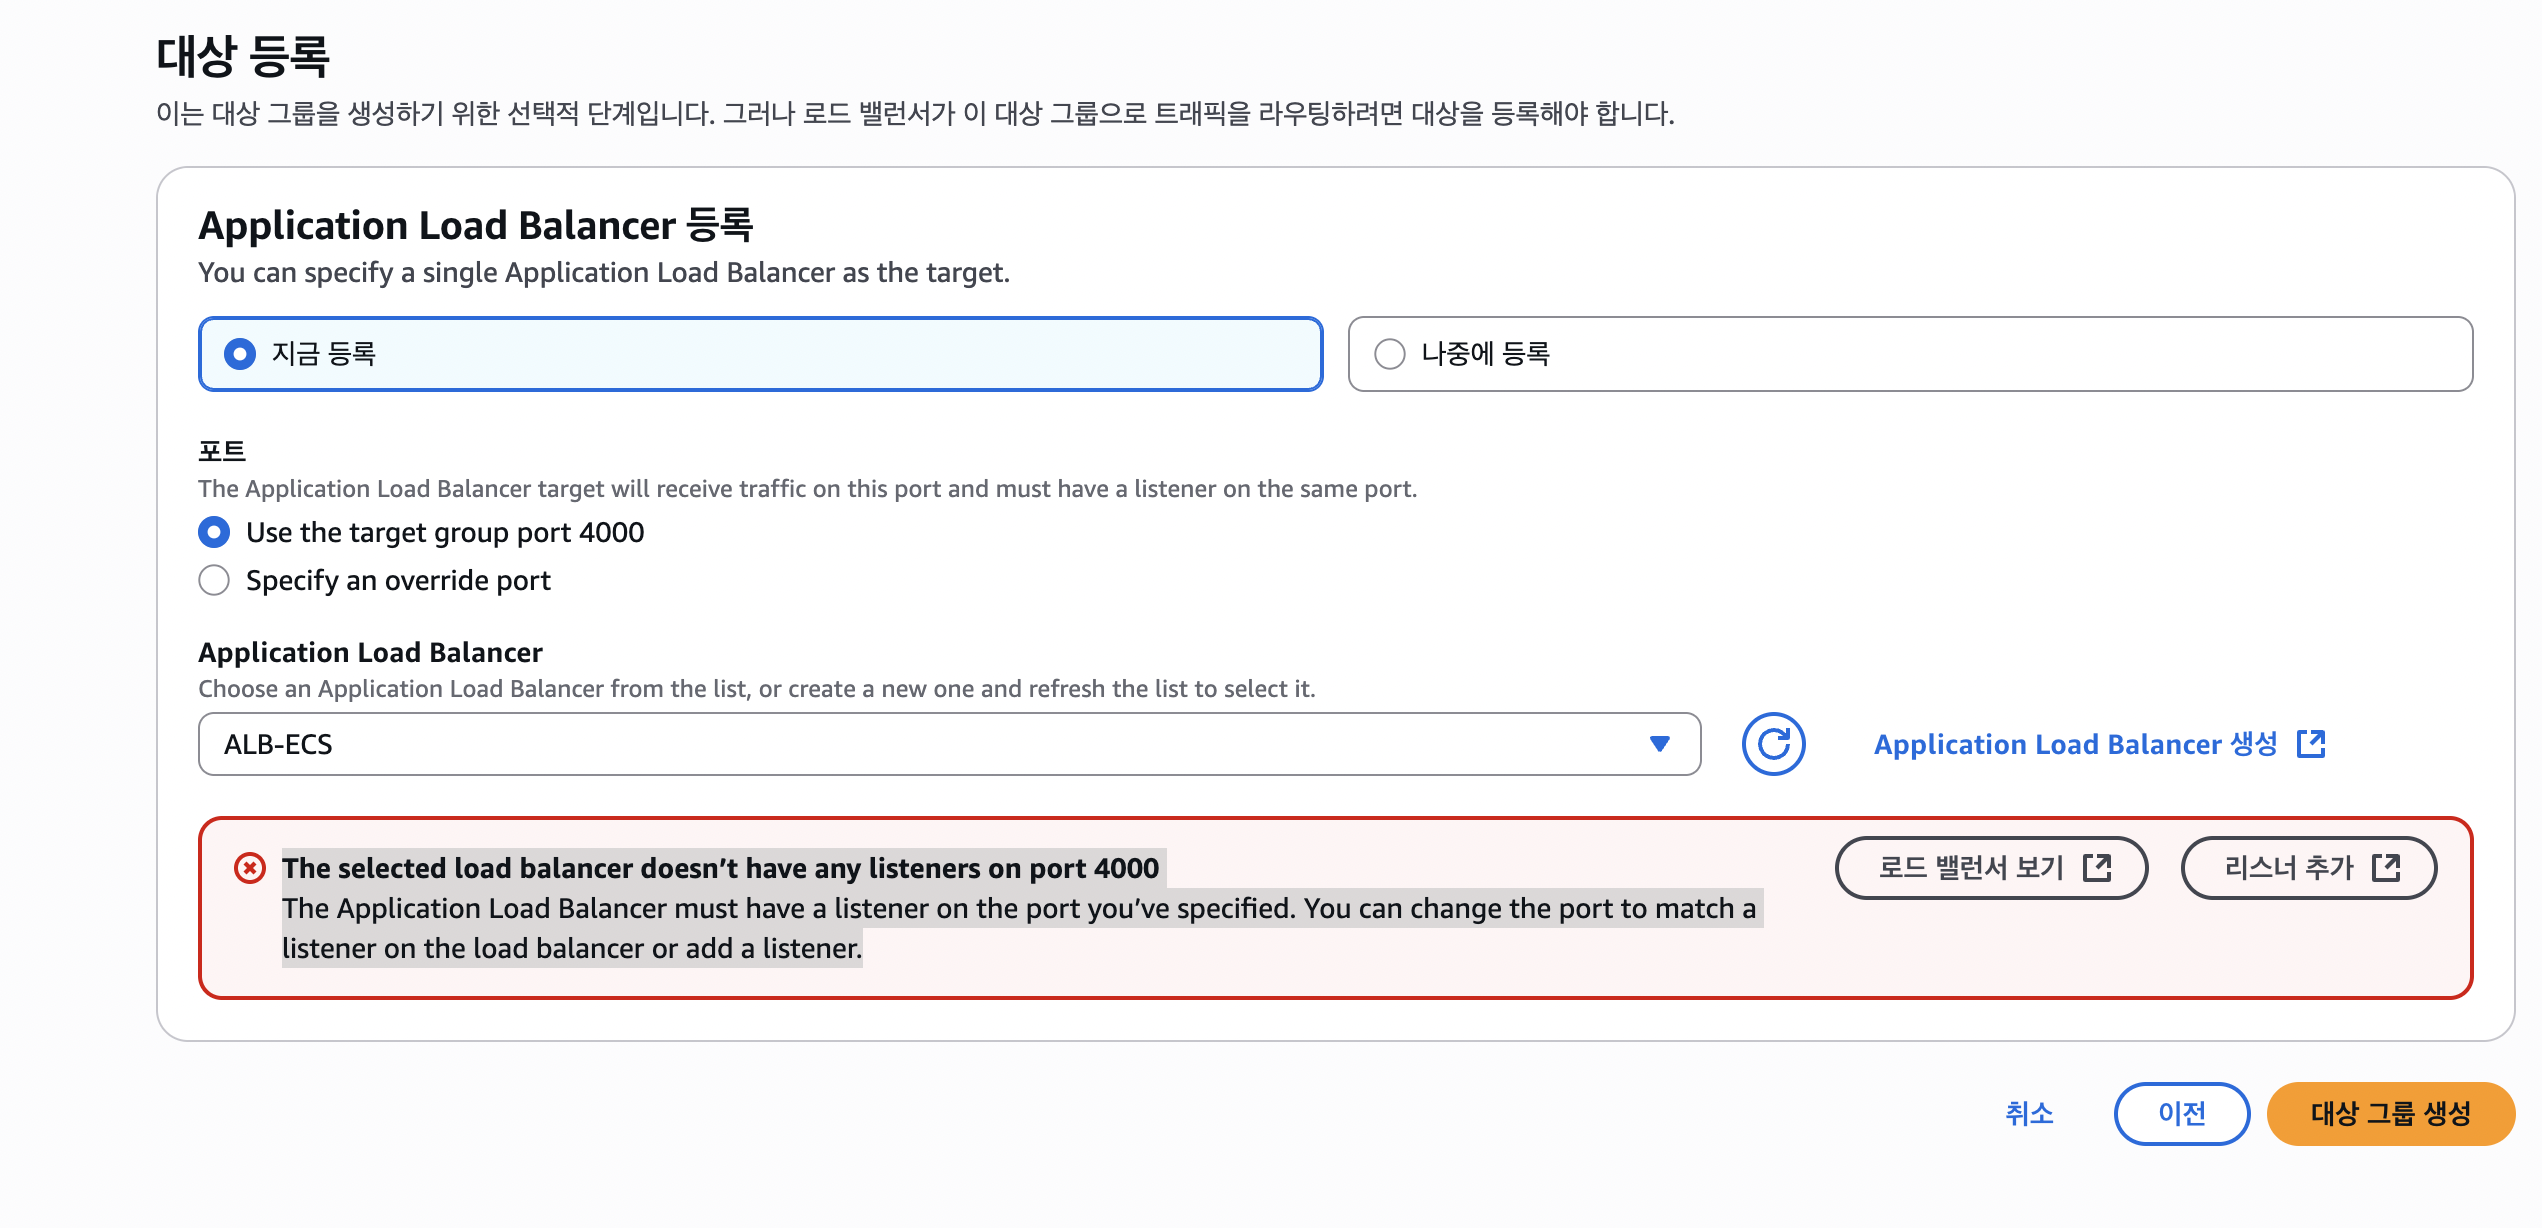 대상 등록
이는 대상 그룹을 생성하기 위한 선택적 단계입니다. 그러나 로드 밸런서가 이 대상 그룹으로 트래픽을 라우팅하려면 대상을 등록해야 합니다.
Application Load Balancer 등록
You can specify a single Application Load Balancer as the target.
지금 등록
나중에 등록
포트
The Application Load Balancer target will receive traffic on this port and must have a listener on the same port.
Use the target group port 4000
Specify an override port
Application Load Balancer
Choose an Application Load Balancer from the list, or create a new one and refresh the list to select it.
ALB-ECS
Application Load Balancer 생성
The selected load balancer doesn’t have any listeners on port 4000
The Application Load Balancer must have a listener on the port you’ve specified. You can change the port to match a
listener on the load balancer or add a listener.
로드 밸런서 보기
리스너 추가
취소
이전
대상 그룹 생성